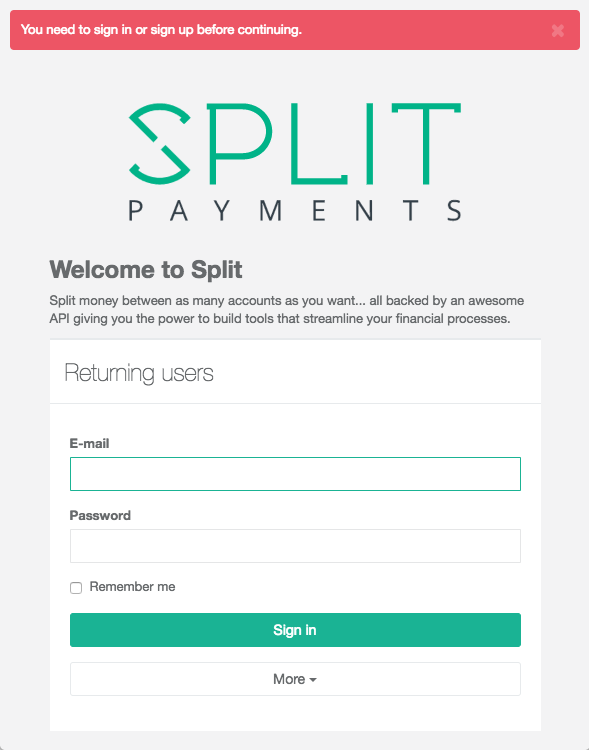 You need to sign in or sign up before continuing.
SPLIT
PAYMENTS
Welcome to Split
Split money between as many accounts as you want... all backed by an awesome
API giving you the power to build tools that streamline your financial processes.
Returning users
E-mail
Password
Remember me
Sign in
More